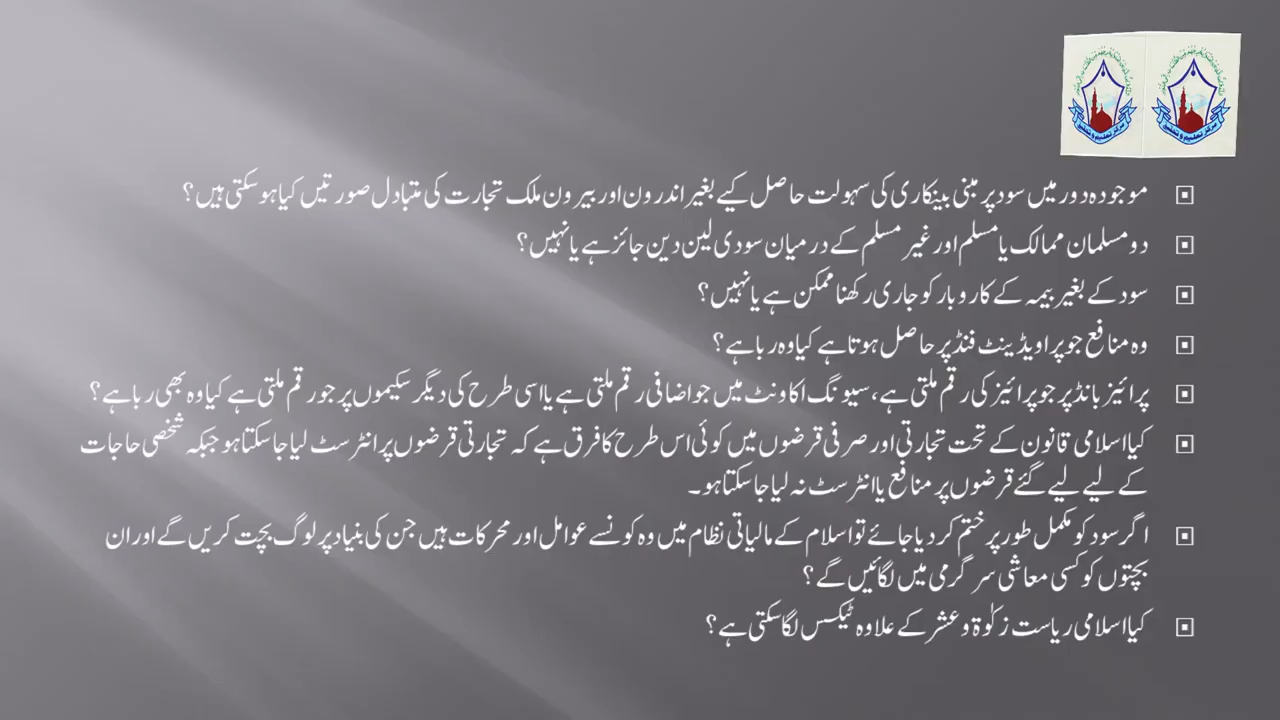 موجودہ دور میں سود پر مبنی بینکاری کی سہولت حاصل کیے بغیر اندرون اور بیرون ملک تجارت کی متبادل صورتیں کیا ہو سکتی ہیں؟
دو مسلمان ممالک یا مسلم اور غیر مسلم کے درمیان سودی لین دین جائز ہے یا نہیں؟
سود کے بغیر بیمہ کے کاروبار کو جاری رکھنا ممکن ہے یا نہیں؟
وہ منافع جو پراویڈینٹ فنڈ پر حاصل ہوتا ہے کیا وہ ربا ہے؟
پرائیز بانڈ پر جو پرائیز کی رقم ملتی ہے، سیونگ اکاونٹ میں جو اضافی رقم ملتی ہے یا اسی طرح کی دیگر سکیموں پر جو رقم ملتی ہے کیا وہ بھی ربا ہے؟
کیا اسلامی قانون کے تحت تجارتی اور صرفی قرضوں میں کوئی اس طرح کا فرق ہے کہ تجارتی قرضوں پر انٹرسٹ لیا جا سکتا ہو جبکہ شخصی حاجات
کے لیے لیے گئے قرضوں پر منافع یا انٹرسٹ نہ لیا جا سکتا ہو۔
اگر سود کو مکمل طور پر ختم کر دیا جائے تو اسلام کے مالیاتی نظام میں وہ کونسے عوامل اور محرکات ہیں جن کی بنیاد پر لوگ بچت کریں گے اور ان
بچتوں کو کسی معاشی سر گرمی میں لگائیں گے؟
کیا اسلامی ریاست زکوٰۃ و عشر کے علاوہ ٹیکس لگا سکتی ہے؟